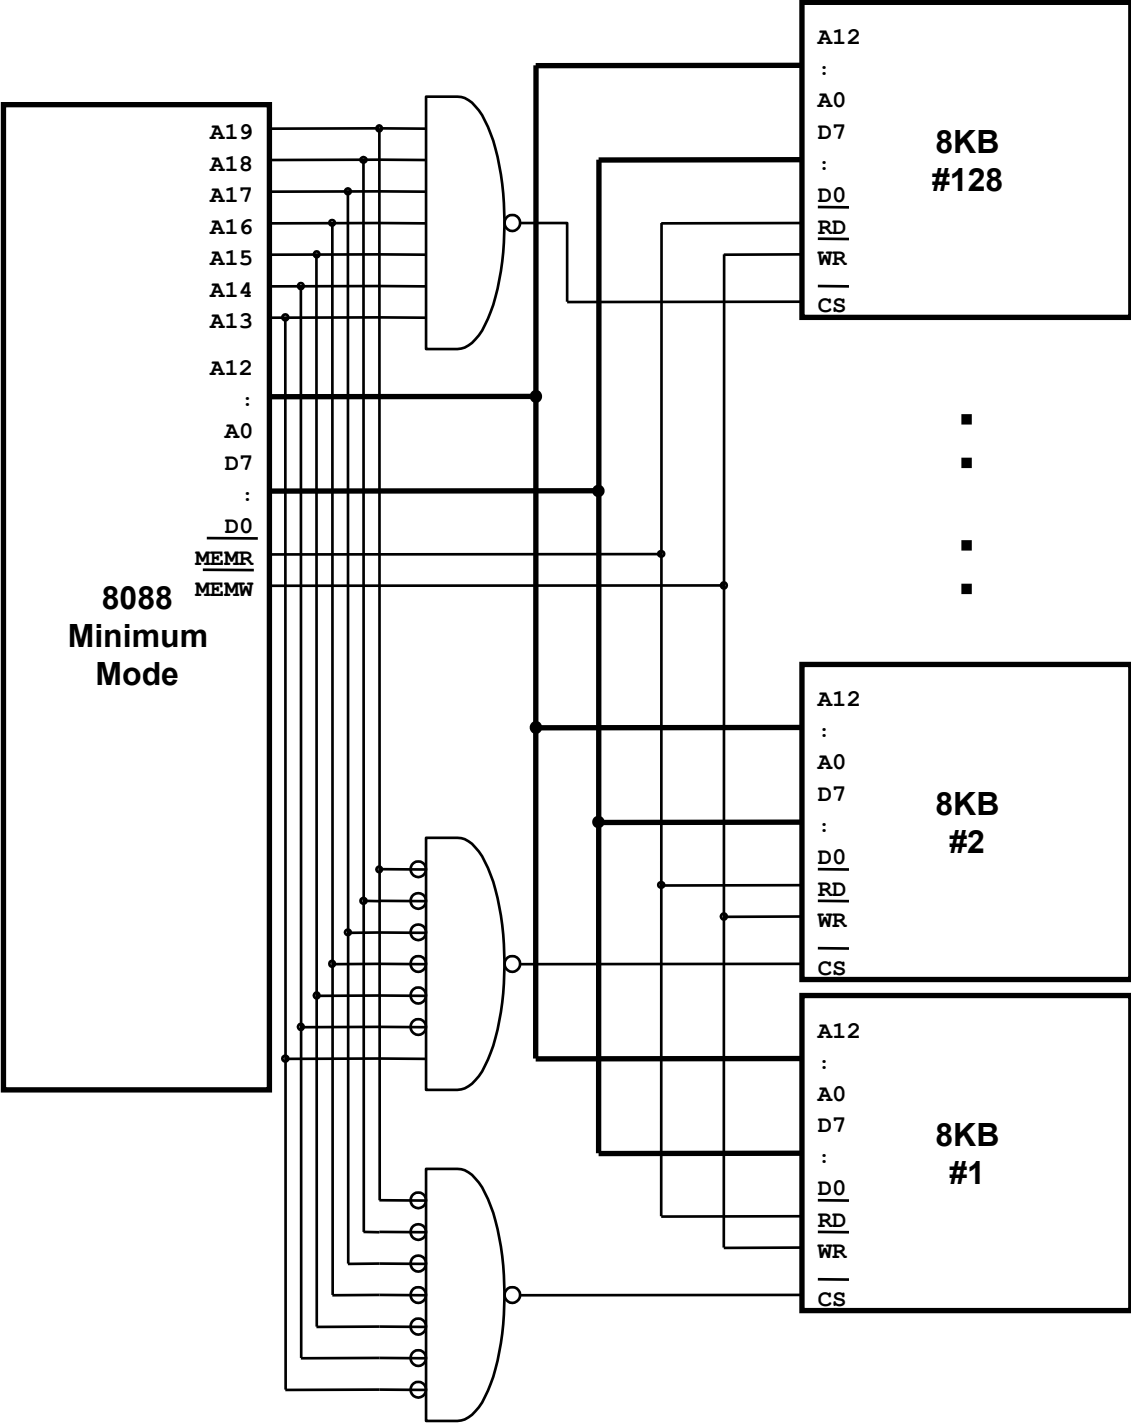 A19
A18
A17
A16
A15
A14
A13
A12
:
A0
D7
:
D0
MEMR
MEMW
8088
Minimum
Mode
A12
:
A0
D7
:
D0
RD
WR
CS
8KB
#128
A12
:
A0
D7
:
D0
RD
WR
CS
8KB
#2
A12
:
A0
D7
:
D0
RD
WR
CS
8KB
#1